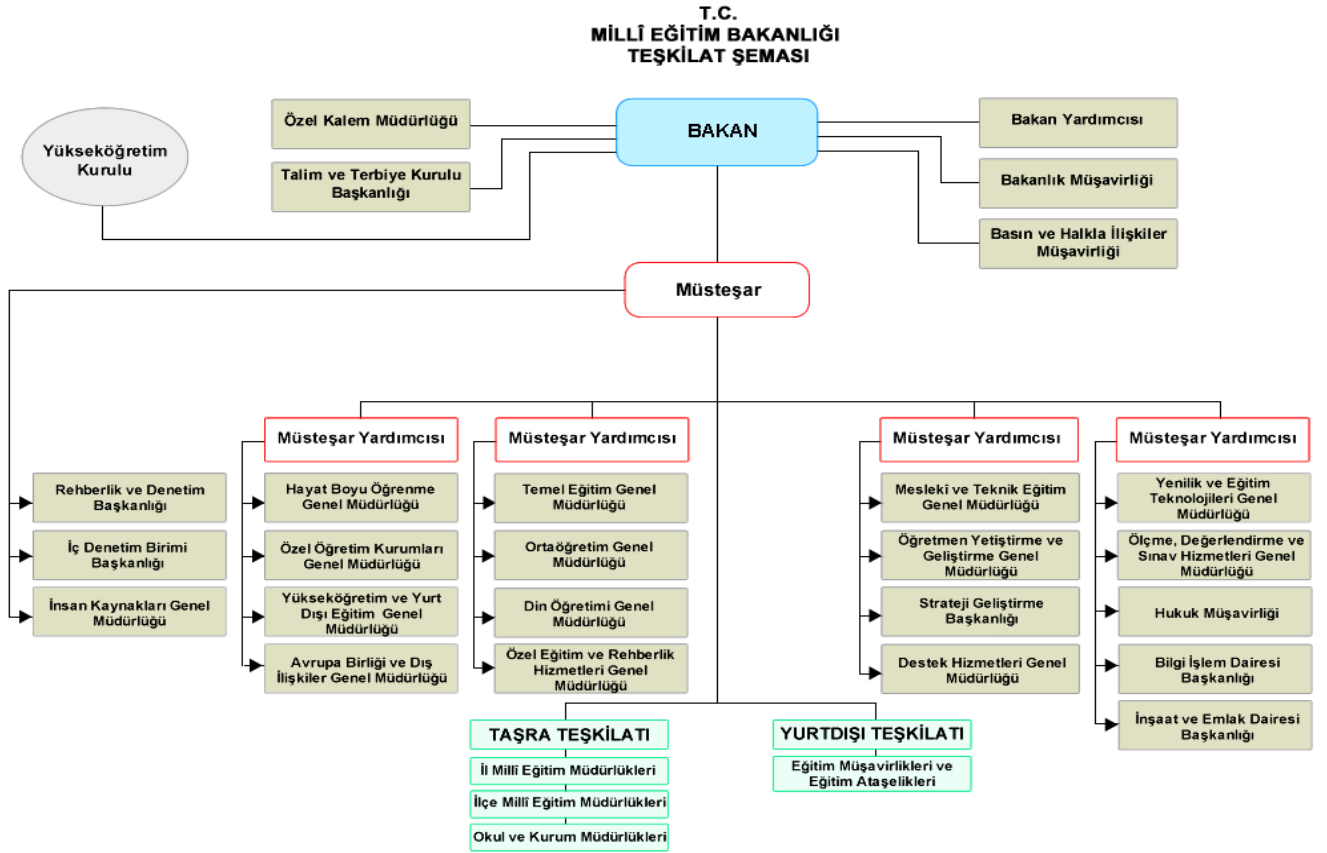 T.C.
MİLLÎ EĞİTİM BAKANLIĞI
TEŞKİLAT ŞEMASI
Yükseköğretim
Kurulu
Özel Kalem Müdürlüğü
Talim ve Terbiye Kurulu
Başkanlığı
BAKAN
Bakan Yardımcısı
Bakanlık Müşavirliği
Basın ve Halkla İlişkiler
Müşavirliği
Müsteşar
Rehberlik ve Denetim
Başkanlığı
İç Denetim Birimi
Başkanlığı
İnsan Kaynakları Genel
Müdürlüğü
Müsteşar Yardımcısı
Hayat Boyu Öğrenme
Genel Müdürlüğü
Özel Öğretim Kurumları
Genel Müdürlüğü
Yükseköğretim ve Yurt
Dışı Eğitim Genel
Müdürlüğü
Avrupa Birliği ve Dış
İlişkiler Genel Müdürlüğü
Müsteşar Yardımcısı
Temel Eğitim Genel
Müdürlüğü
Ortaöğretim Genel
Müdürlüğü
Din Öğretimi Genel
Müdürlüğü
Özel Eğitim ve Rehberlik
Hizmetleri Genel
Müdürlüğü
Müsteşar Yardımcısı
Meslekî ve Teknik Eğitim
Genel Müdürlüğü
Öğretmen Yetiştirme ve
Geliştirme Genel
Müdürlüğü
Strateji Geliştirme
Başkanlığı
Destek Hizmetleri Genel
Müdürlüğü
Müsteşar Yardımcısı
Yenilik ve Eğitim
Teknolojileri Genel
Müdürlüğü
Ölçme, Değerlendirme ve
Sınav Hizmetleri Genel
Müdürlüğü
Hukuk Müşavirliği
Bilgi İşlem Dairesi
Başkanlığı
İnşaat ve Emlak Dairesi
Başkanlığı
TAŞRA TEŞKİLATI
İl Millî Eğitim Müdürlükleri
İlçe Millî Eğitim Müdürlükleri
Okul ve Kurum Müdürlükleri
YURTDIŞI TEŞKİLATI
Eğitim Müşavirlikleri ve
Eğitim Ataşelikleri